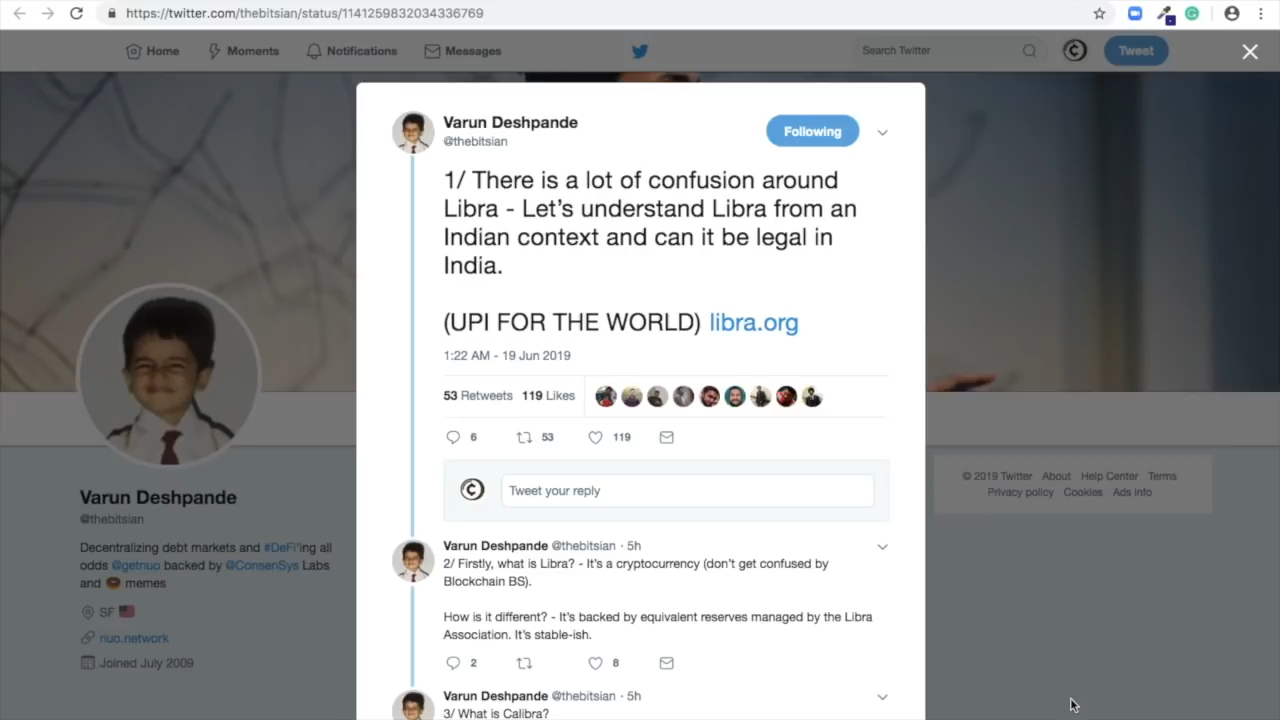 https://twitter.com/thebitsian/status/1141259832034336769
Home
Moments
Notifications
Messages
Search Twitter
Tweet
Varun Deshpande
@thebitsian
Following
1/ There is a lot of confusion around
Libra - Let's understand Libra from an
Indian context and can it be legal in
India.
(UPI FOR THE WORLD) libra.org
1:22 AM - 19 Jun 2019
53 Retweets 119 Likes
6 53 119
Tweet your reply
Varun Deshpande @thebitsian · 5h
2/ Firstly, what is Libra? - It's a cryptocurrency (don't get confused by
Blockchain BS).
How is it different? - It's backed by equivalent reserves managed by the Libra
Association. It's stable-ish.
2 8
Varun Deshpande @thebitsian · 5h
3/ What is Calibra?
Varun Deshpande
@thebitsian
Decentralizing debt markets and #DeFi'ing all
odds @getnuo backed by @ConsenSys Labs
and 🍩 memes
SF 🇺🇸
nuo.network
Joined July 2009
© 2019 Twitter About Help Center Terms
Privacy policy Cookies Ads info